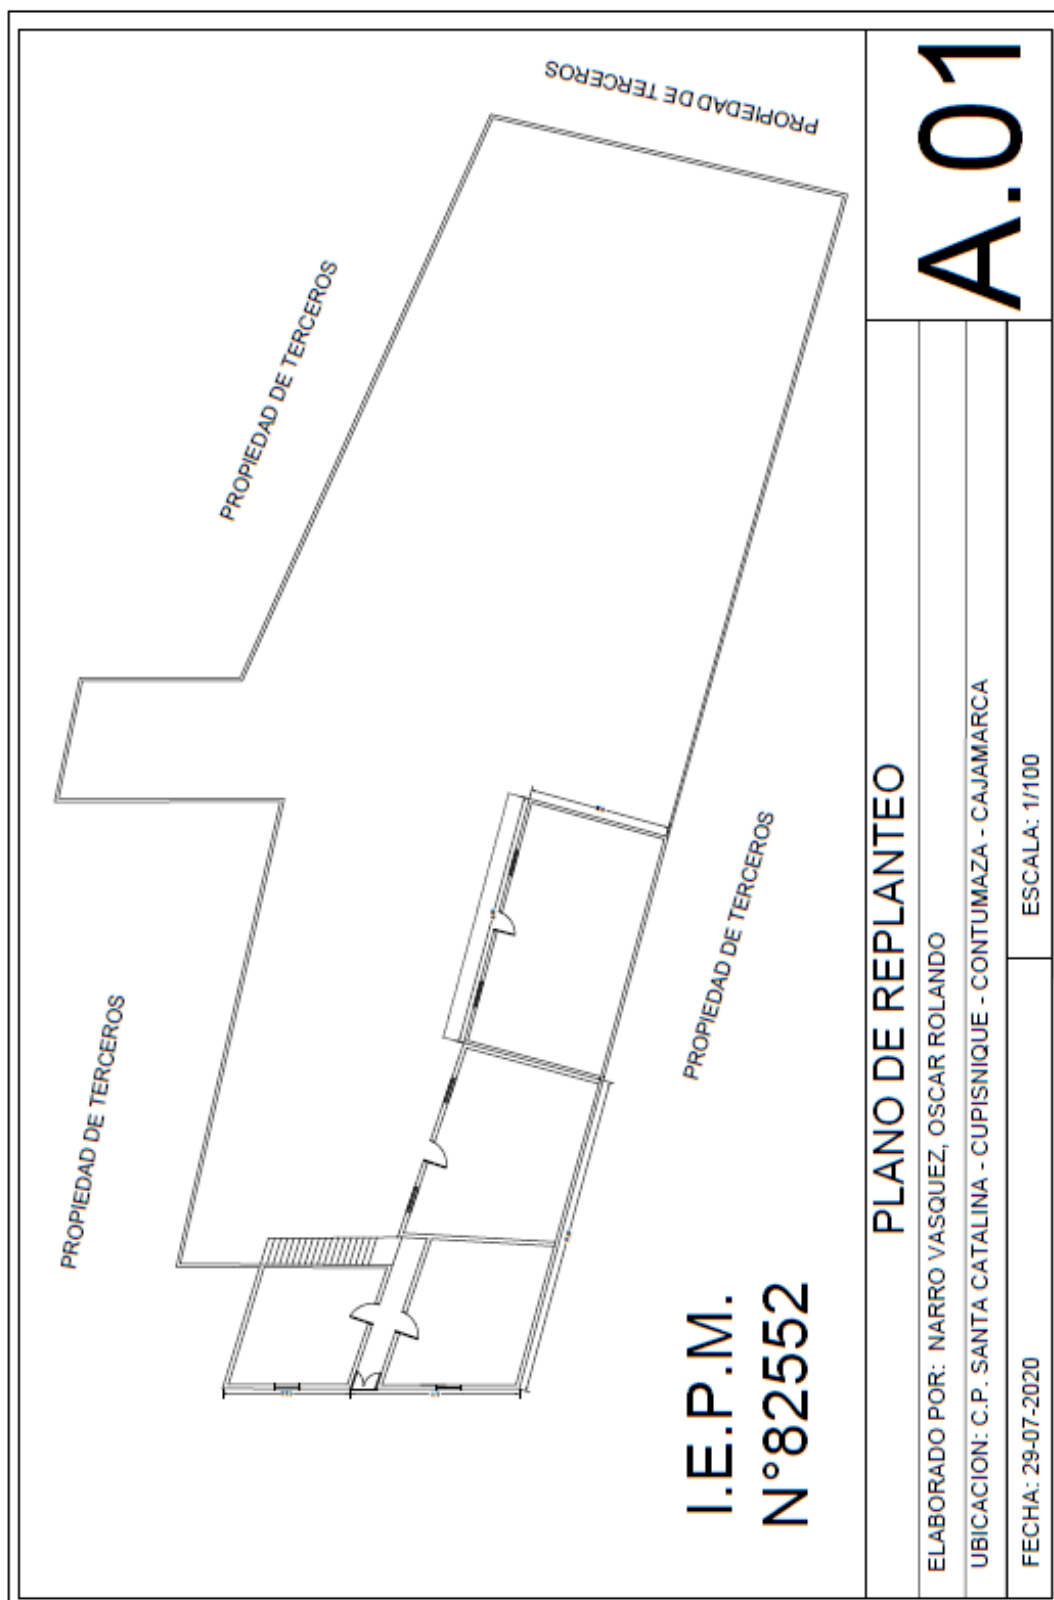 PROPIEDAD DE TERCEROS
PROPIEDAD DE TERCEROS
PROPIEDAD DE TERCEROS
PROPIEDAD DE TERCEROS
I.E.P.M.
N°82552
PLANO DE REPLANTEO
A.01
ELABORADO POR: NARRO VASQUEZ, OSCAR ROLANDO
UBICACION: C.P. SANTA CATALINA - CUPISNIQUE - CONTUMAZA - CAJAMARCA
FECHA: 29-07-2020
ESCALA: 1/100